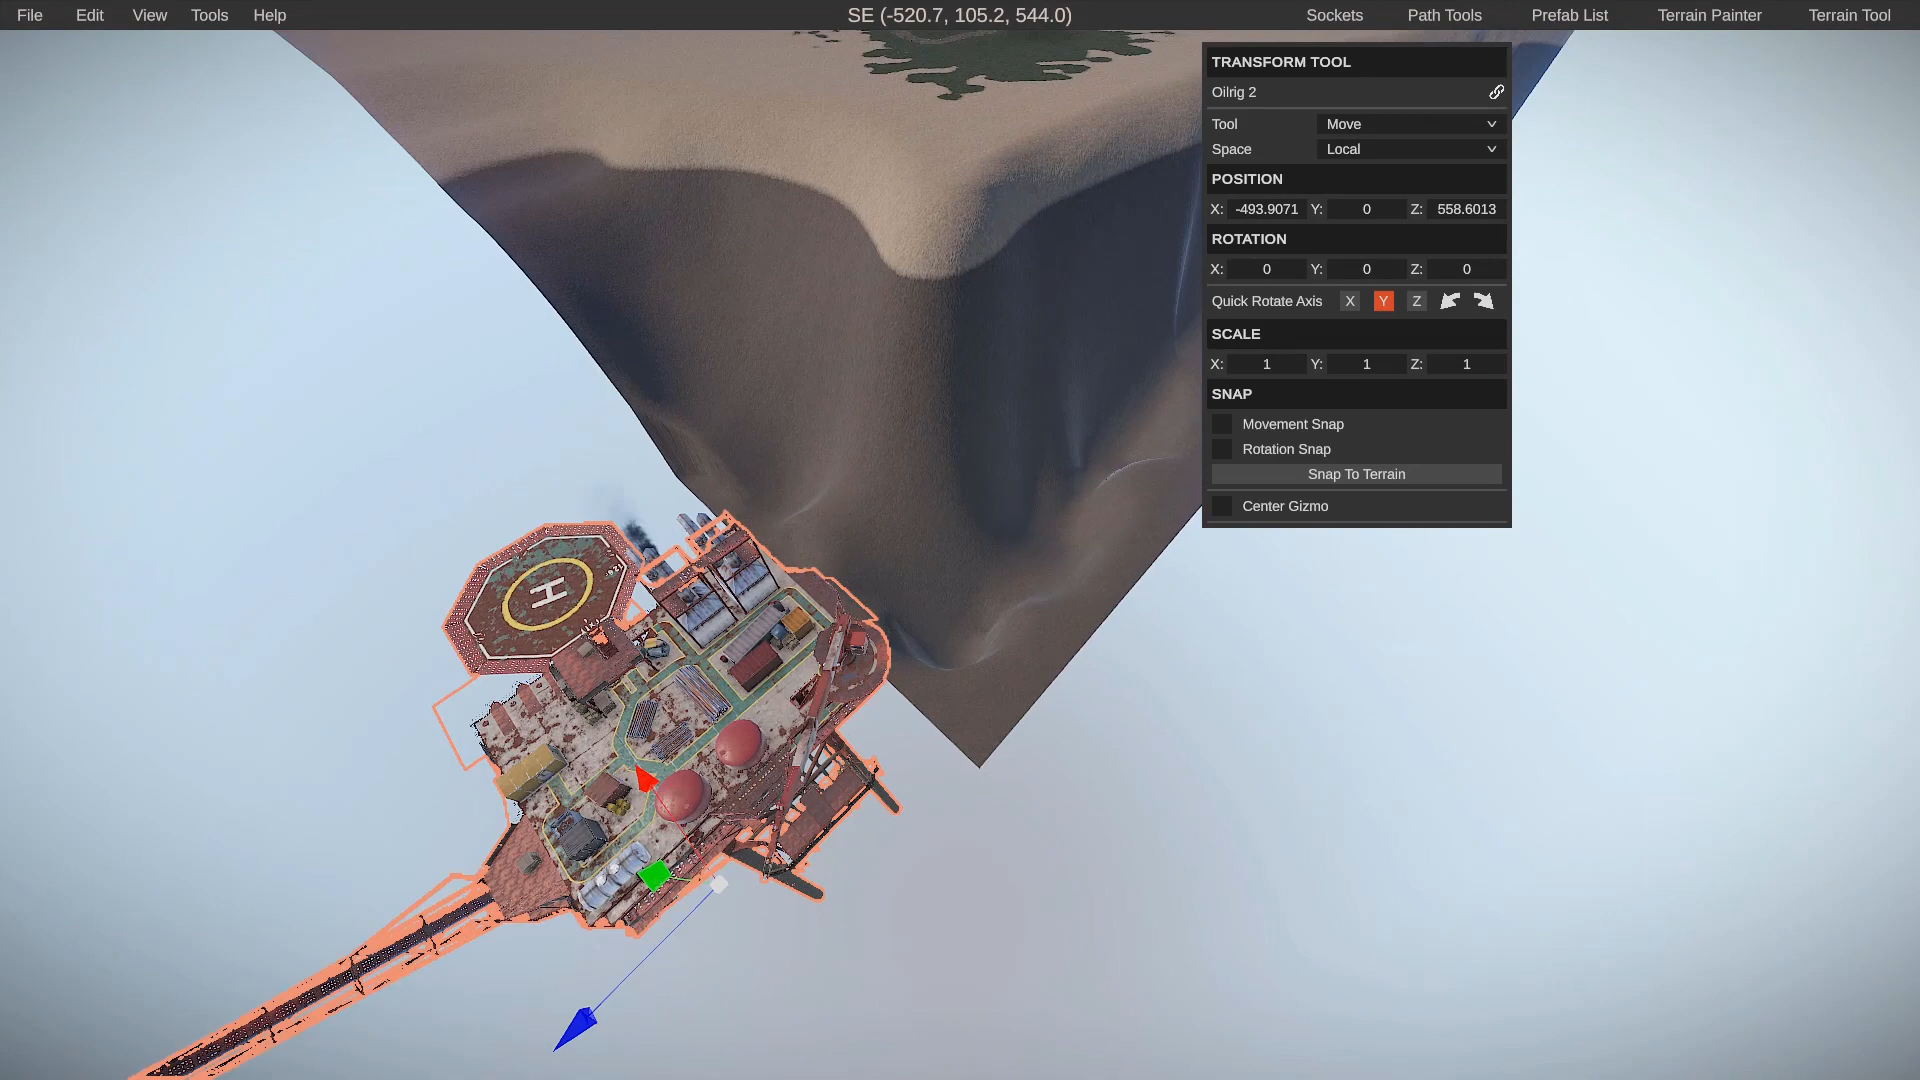 File Edit View Tools Help SE (-520.7, 105.2, 544.0) Sockets Path Tools Prefab List Terrain Painter Terrain Tool
TRANSFORM TOOL
Oilrig 2
Tool Move
Space Local
POSITION
X: -493.9071 Y: 0 Z: 558.6013
ROTATION
X: 0 Y: 0 Z: 0
Quick Rotate Axis X Y Z
SCALE
X: 1 Y: 1 Z: 1
SNAP
Movement Snap
Rotation Snap
Snap To Terrain
Center Gizmo
H